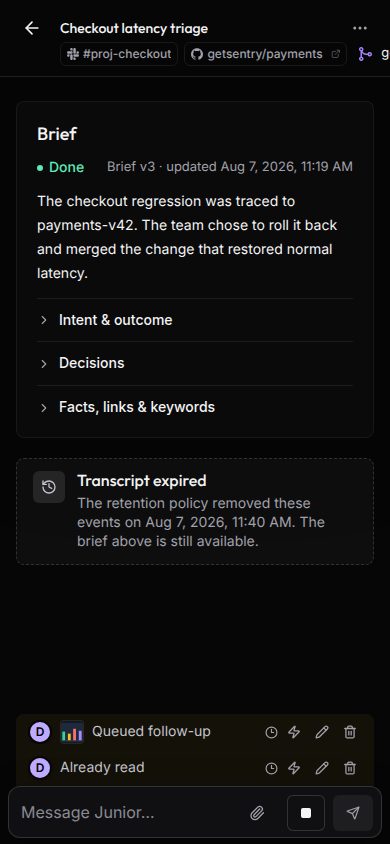 Checkout latency triage
#proj-checkout getsentry/payments g
Brief
Done Brief v3 · updated Aug 7, 2026, 11:19 AM
The checkout regression was traced to
payments-v42. The team chose to roll it back
and merged the change that restored normal
latency.
Intent & outcome
Decisions
Facts, links & keywords
Transcript expired
The retention policy removed these
events on Aug 7, 2026, 11:40 AM. The
brief above is still available.
D Queued follow-up
D Already read
Message Junior...